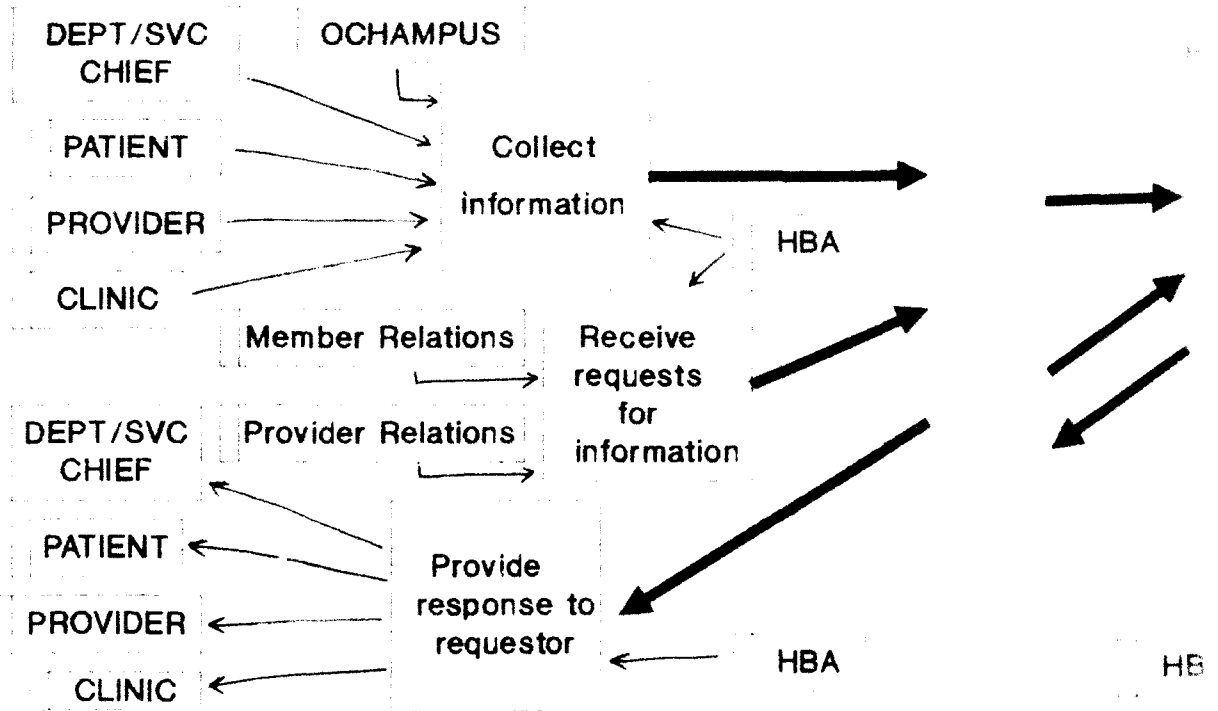 DEPT/SVC
CHIEF
OCHAMPUS
PATIENT
PROVIDER
CLINIC
Collect
information
HBA
Member Relations
Provider Relations
Receive
requests
for
information
DEPT/SVC
CHIEF
PATIENT
PROVIDER
CLINIC
Provide
response to
requestor
HBA
HB